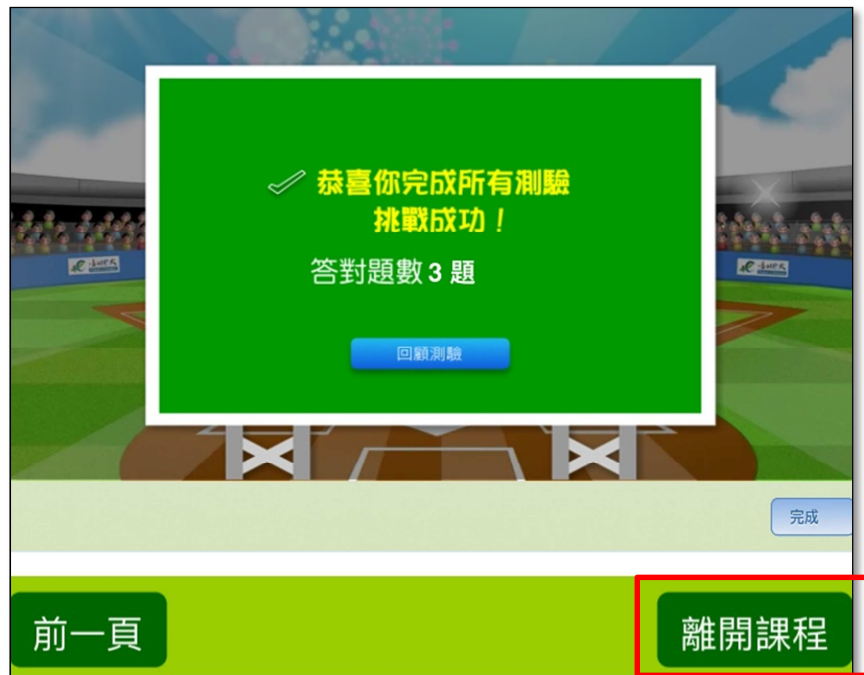 恭喜你完成所有測驗
挑戰成功！
答對題數 3 題
回顧測驗
完成
前一頁
離開課程